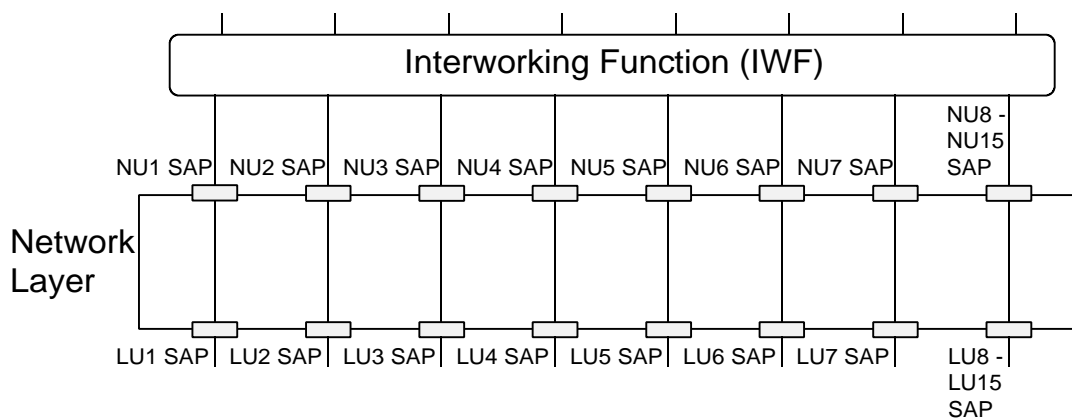 Interworking Function (IWF)
NU1 SAP NU2 SAP NU3 SAP NU4 SAP NU5 SAP NU6 SAP NU7 SAP
NU8 -
NU15
SAP
Network
Layer
LU1 SAP LU2 SAP LU3 SAP LU4 SAP LU5 SAP LU6 SAP LU7 SAP
LU8 -
LU15
SAP